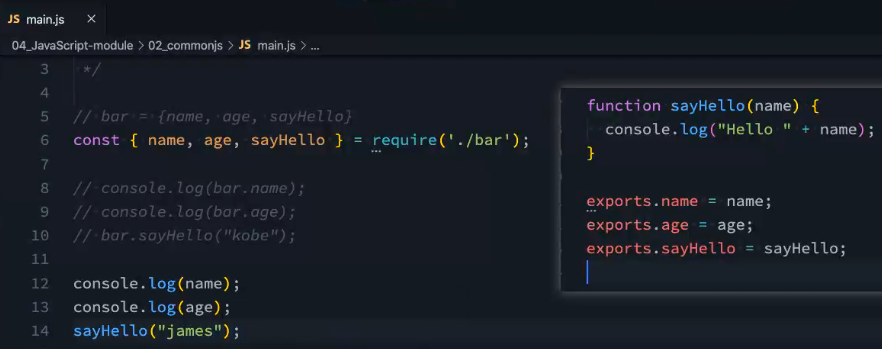 JS main.js ×
04_JavaScript-module > 02_commonjs > JS main.js > ...
3 */
4
5 // bar = {name, age, sayHello}
6 const { name, age, sayHello } = require('./bar');
7
8 // console.log(bar.name);
9 // console.log(bar.age);
10 // bar.sayHello("kobe");
11
12 console.log(name);
13 console.log(age);
14 sayHello("james");
function sayHello(name) {
console.log("Hello " + name);
}
exports.name = name;
exports.age = age;
exports.sayHello = sayHello;